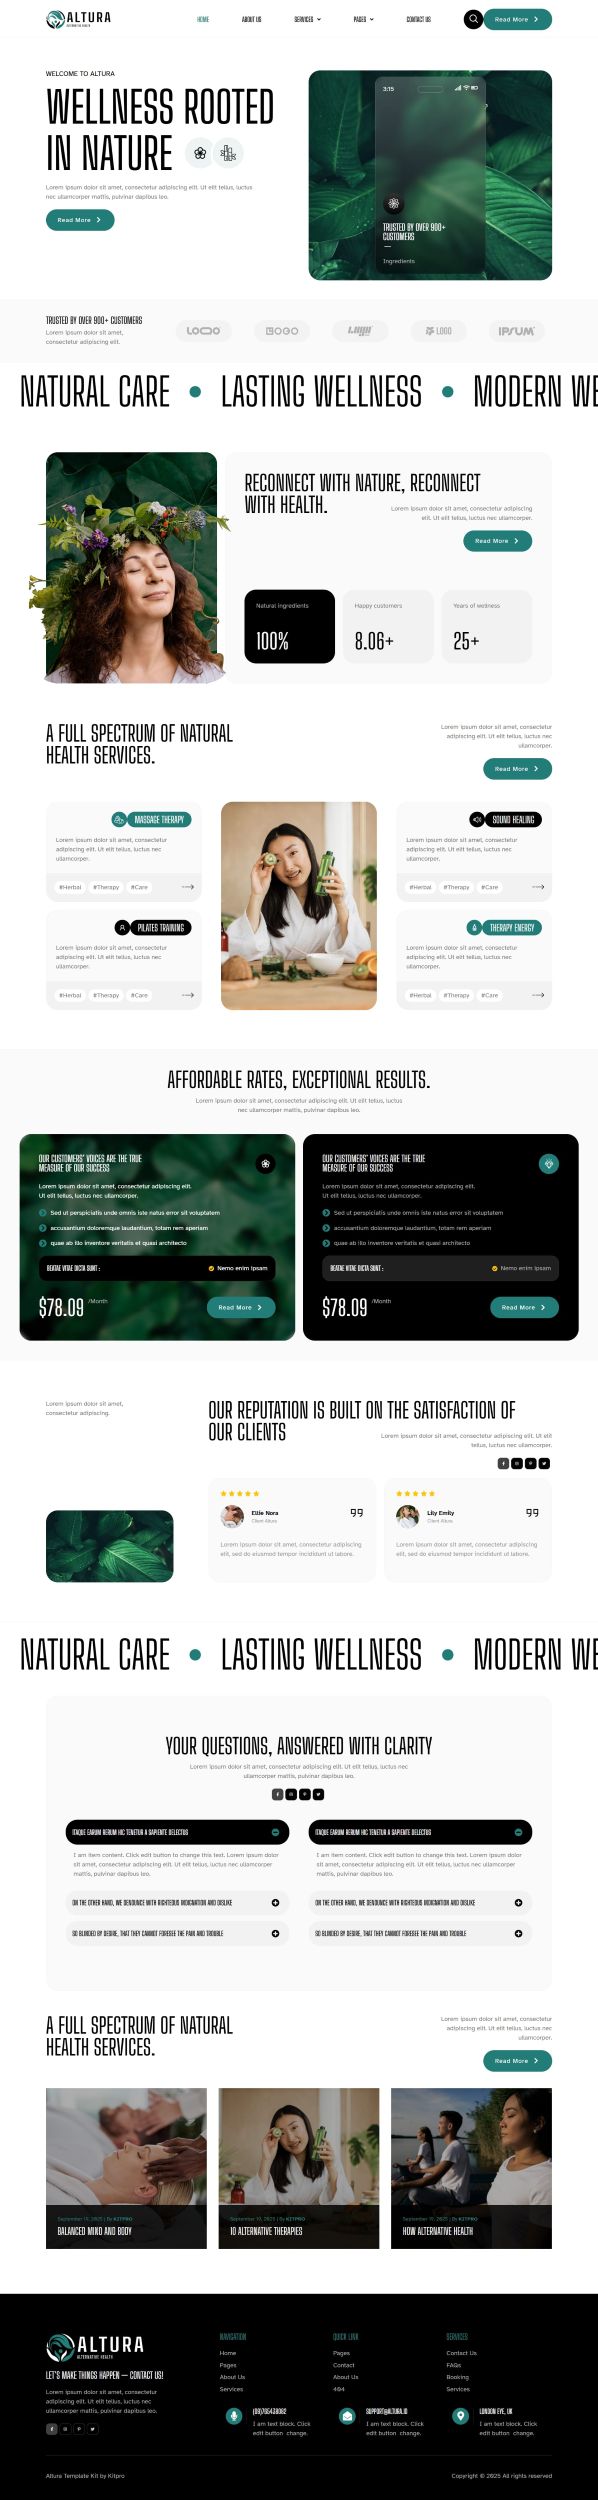 ALTURA
ALTERNATIVE HEALTH
HOME
ABOUT US
SERVICES
PAGES
CONTACT US
Read More
WELCOME TO ALTURA
WELLNESS ROOTED
IN NATURE
Lorem ipsum dolor sit amet, consectetur adipiscing elit. Ut elit tellus, luctus
nec ullamcorper mattis, pulvinar dapibus leo.
Read More
3:15
TRUSTED BY OVER 900+
CUSTOMERS
Ingredients
TRUSTED BY OVER 900+ CUSTOMERS
Lorem ipsum dolor sit amet,
consectetur adipiscing elit.
LOGO
IPSUM
NATURAL CARE
LASTING WELLNESS
MODERN WE
RECONNECT WITH NATURE, RECONNECT
WITH HEALTH.
Lorem ipsum dolor sit amet, consectetur adipiscing
elit. Ut elit tellus, luctus nec ullamcorper.
Read More
Natural ingredients
100%
Happy customers
8.06+
Years of wellness
25+
A FULL SPECTRUM OF NATURAL
HEALTH SERVICES.
Lorem ipsum dolor sit amet, consectetur
adipiscing elit. Ut elit tellus, luctus nec
ullamcorper.
Read More
MASSAGE THERAPY
Lorem ipsum dolor sit amet, consectetur
adipiscing elit. Ut elit tellus, luctus nec
ullamcorper.
#Herbal
#Therapy
#Care
PILATES TRAINING
Lorem ipsum dolor sit amet, consectetur
adipiscing elit. Ut elit tellus, luctus nec
ullamcorper.
#Herbal
#Therapy
#Care
SOUND HEALING
Lorem ipsum dolor sit amet, consectetur
adipiscing elit. Ut elit tellus, luctus nec
ullamcorper.
#Herbal
#Therapy
#Care
THERAPY ENERGY
Lorem ipsum dolor sit amet, consectetur
adipiscing elit. Ut elit tellus, luctus nec
ullamcorper.
#Herbal
#Therapy
#Care
AFFORDABLE RATES, EXCEPTIONAL RESULTS.
Lorem ipsum dolor sit amet, consectetur adipiscing elit. Ut elit tellus, luctus
nec ullamcorper mattis, pulvinar dapibus leo.
OUR CUSTOMERS' VOICES ARE THE TRUE
MEASURE OF OUR SUCCESS
Lorem ipsum dolor sit amet, consectetur adipiscing elit.
Ut elit tellus, luctus nec ullamcorper.
Sed ut perspiciatis unde omnis iste natus error sit voluptatem
accusantium doloremque laudantium, totam rem aperiam
quae ab illo inventore veritatis et quasi architecto
BEATAE VITAE DICTA SUNT :
Nemo enim ipsam
$78.09
/Month
Read More
OUR CUSTOMERS' VOICES ARE THE TRUE
MEASURE OF OUR SUCCESS
Lorem ipsum dolor sit amet, consectetur adipiscing elit.
Ut elit tellus, luctus nec ullamcorper.
Sed ut perspiciatis unde omnis iste natus error sit voluptatem
accusantium doloremque laudantium, totam rem aperiam
quae ab illo inventore veritatis et quasi architecto
BEATAE VITAE DICTA SUNT :
Nemo enim ipsam
$78.09
/Month
Read More
Lorem ipsum dolor sit amet,
consectetur adipiscing.
OUR REPUTATION IS BUILT ON THE SATISFACTION OF
OUR CLIENTS
Lorem ipsum dolor sit amet, consectetur adipiscing elit. Ut elit
tellus, luctus nec ullamcorper.
Ellie Nora
Client Altura
Lorem ipsum dolor sit amet, consectetur adipiscing
elit, sed do eiusmod tempor incididunt ut labore.
Lily Emily
Client Altura
Lorem ipsum dolor sit amet, consectetur adipiscing
elit, sed do eiusmod tempor incididunt ut labore.
NATURAL CARE
LASTING WELLNESS
MODERN WE
YOUR QUESTIONS, ANSWERED WITH CLARITY
Lorem ipsum dolor sit amet, consectetur adipiscing elit. Ut elit tellus, luctus nec
ullamcorper mattis, pulvinar dapibus leo.
ITAQUE EARUM RERUM HIC TENETUR A SAPIENTE DELECTUS
I am item content. Click edit button to change this text. Lorem ipsum dolor
sit amet, consectetur adipiscing elit. Ut elit tellus, luctus nec ullamcorper
mattis, pulvinar dapibus leo.
ON THE OTHER HAND, WE DENOUNCE WITH RIGHTEOUS INDIGNATION AND DISLIKE
SO BLINDED BY DESIRE, THAT THEY CANNOT FORESEE THE PAIN AND TROUBLE
ITAQUE EARUM RERUM HIC TENETUR A SAPIENTE DELECTUS
I am item content. Click edit button to change this text. Lorem ipsum dolor
sit amet, consectetur adipiscing elit. Ut elit tellus, luctus nec ullamcorper
mattis, pulvinar dapibus leo.
ON THE OTHER HAND, WE DENOUNCE WITH RIGHTEOUS INDIGNATION AND DISLIKE
SO BLINDED BY DESIRE, THAT THEY CANNOT FORESEE THE PAIN AND TROUBLE
A FULL SPECTRUM OF NATURAL
HEALTH SERVICES.
Lorem ipsum dolor sit amet, consectetur
adipiscing elit. Ut elit tellus, luctus nec
ullamcorper.
Read More
September 19, 2025 | By KITPRO
BALANCED MIND AND BODY
September 19, 2025 | By KITPRO
10 ALTERNATIVE THERAPIES
September 19, 2025 | By KITPRO
HOW ALTERNATIVE HEALTH
ALTURA
ALTERNATIVE HEALTH
LET'S MAKE THINGS HAPPEN — CONTACT US!
Lorem ipsum dolor sit amet, consectetur
adipiscing elit. Ut elit tellus, luctus nec
ullamcorper mattis, pulvinar dapibus leo.
NAVIGATION
Home
Pages
About Us
Services
QUICK LINK
Pages
Contact
About Us
404
SERVICES
Contact Us
FAQs
Booking
Services
(09)765438082
I am text block. Click
edit button change.
SUPPORT@ALTURA.IO
I am text block. Click
edit button change.
LONDON EYE, UK
I am text block. Click
edit button change.
Altura Template Kit by Kitpro
Copyright © 2025 All rights reserved